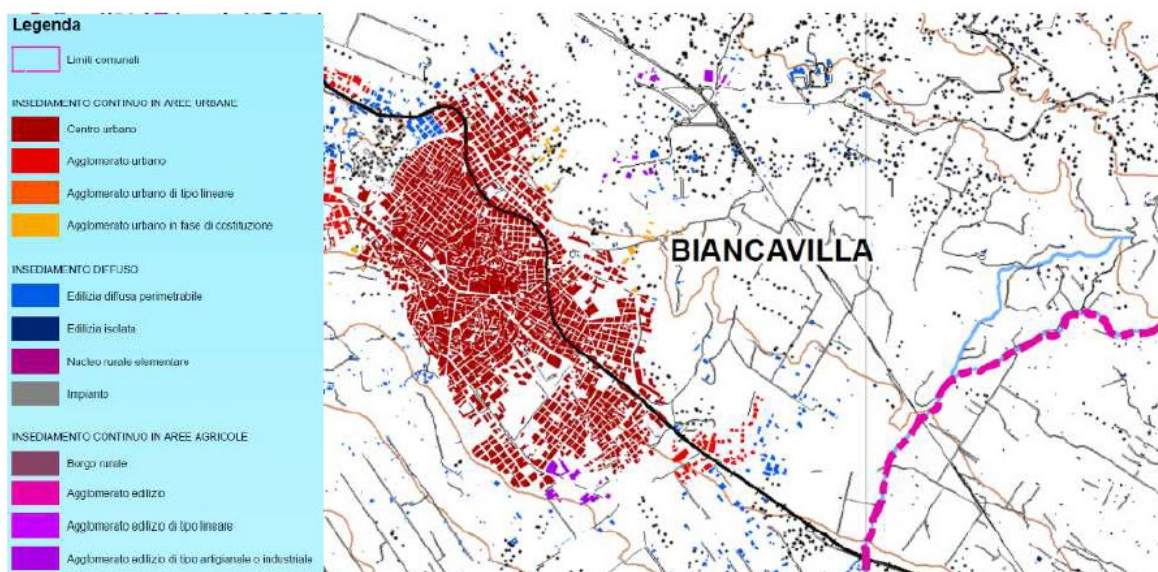 Legenda
Limiti comunali
INSEDIAMENTO CONTINUO IN AREE URBANE
Centro urbano
Agglomerato urbano
Agglomerato urbano di tipo lineare
Agglomerato urbano in fase di costituzione
INSEDIAMENTO DIFFUSO
Edilizia diffusa perimetrabile
Edilizia isolata
Nucleo rurale elementare
Impianto
INSEDIAMENTO CONTINUO IN AREE AGRICOLE
Borgo rurale
Agglomerato edilizio
Agglomerato edilizio di tipo lineare
Agglomerato edilizio di tipo artigianale o industriale
BIANCAVILLA